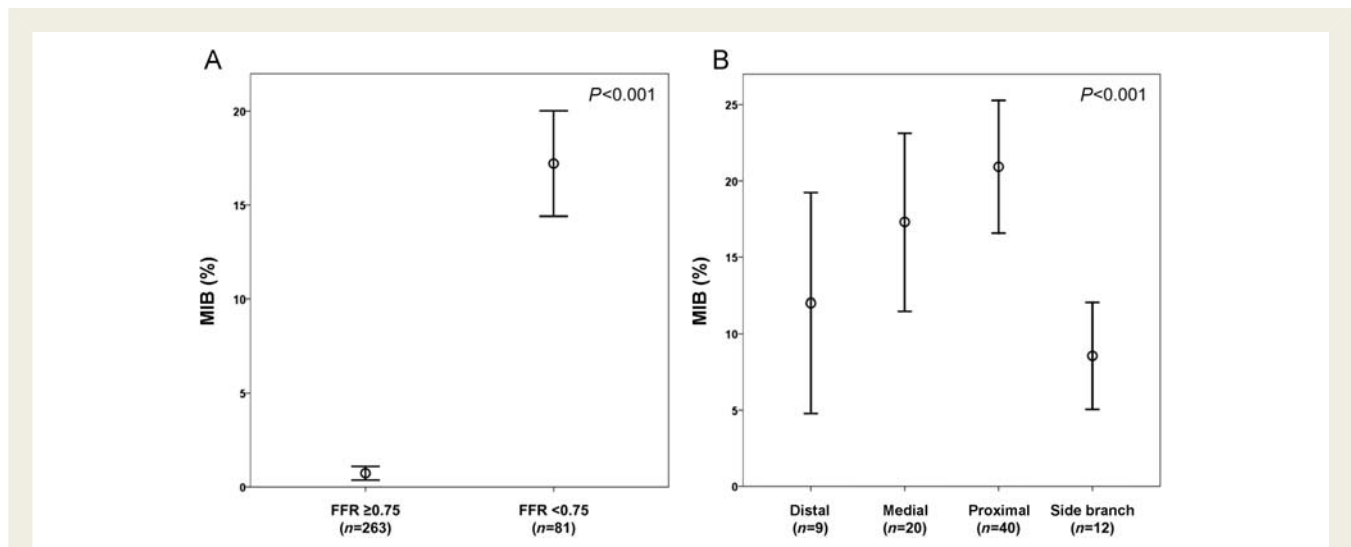 A
P<0.001
MIB (%)
20
15
10
5
0
FFR ≥0.75
(n=263)
FFR <0.75
(n=81)
B
P<0.001
MIB (%)
25
20
15
10
5
0
Distal
(n=9)
Medial
(n=20)
Proximal
(n=40)
Side branch
(n=12)